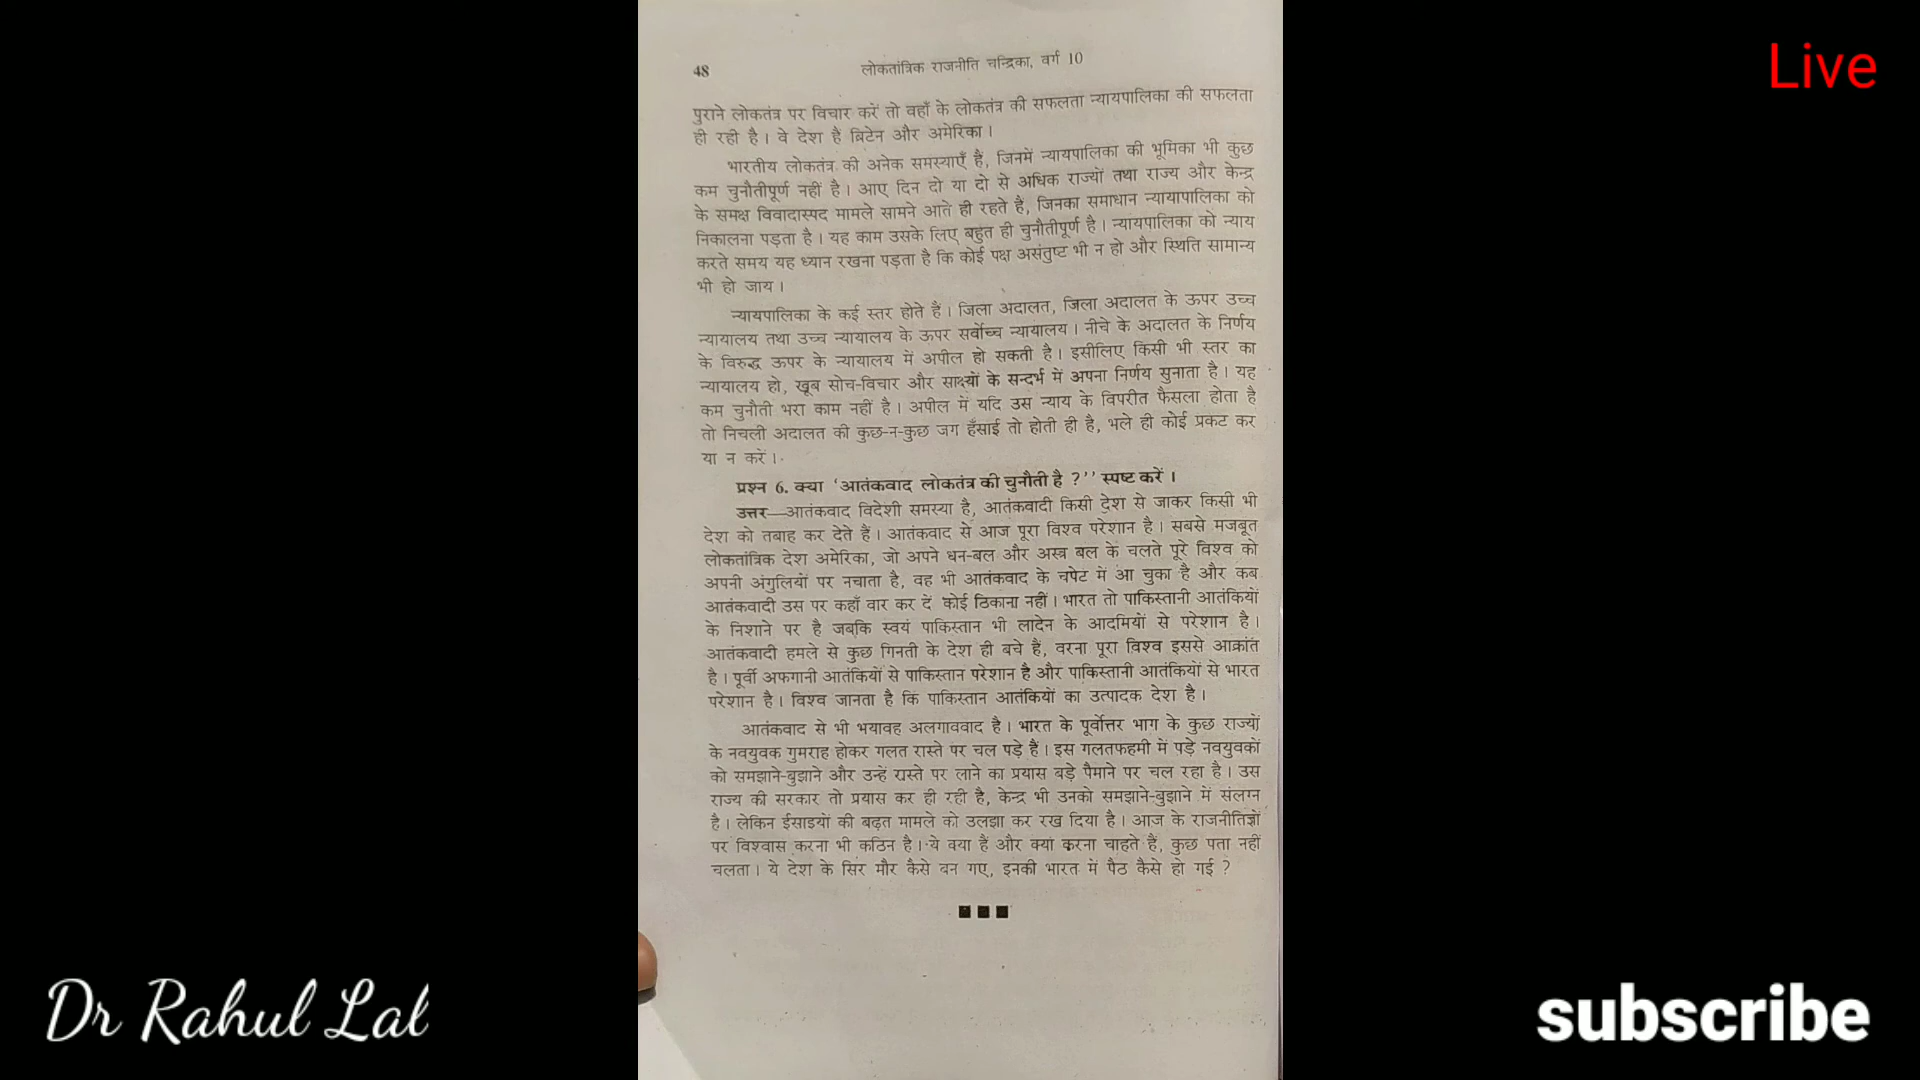 48
लोकतांत्रिक राजनीति चन्द्रिका, वर्ग 10
Live
पुराने लोकतंत्र पर विचार करें तो वहाँ के लोकतंत्र की सफलता न्यायपालिका की सफलता
ही रही है। वे देश हैं ब्रिटेन और अमेरिका।
भारतीय लोकतंत्र की अनेक समस्याएँ हैं, जिनमें न्यायपालिका की भूमिका भी कुछ
कम चुनौतीपूर्ण नहीं है। आए दिन दो या दो से अधिक राज्यों तथा राज्य और केन्द्र
के समक्ष विवादास्पद मामले सामने आते ही रहते हैं, जिनका समाधान न्यायापालिका को
निकालना पड़ता है। यह काम उसके लिए बहुत ही चुनौतीपूर्ण है। न्यायपालिका को न्याय
करते समय यह ध्यान रखना पड़ता है कि कोई पक्ष असंतुष्ट भी न हो और स्थिति सामान्य
भी हो जाय।
न्यायपालिका के कई स्तर होते हैं। जिला अदालत, जिला अदालत के ऊपर उच्च
न्यायालय तथा उच्च न्यायालय के ऊपर सर्वोच्च न्यायालय। नीचे के अदालत के निर्णय
के विरुद्ध ऊपर के न्यायालय में अपील हो सकती है। इसीलिए किसी भी स्तर का
न्यायालय हो, खूब सोच-विचार और साक्ष्यों के सन्दर्भ में अपना निर्णय सुनाता है। यह
कम चुनौती भरा काम नहीं है। अपील में यदि उस न्याय के विपरीत फैसला होता है
तो निचली अदालत की कुछ-न-कुछ जग हँसाई तो होती ही है, भले ही कोई प्रकट कर
या न करें।
प्रश्न 6. क्या 'आतंकवाद लोकतंत्र की चुनौती है ?'' स्पष्ट करें।
उत्तर—आतंकवाद विदेशी समस्या है, आतंकवादी किसी देश से जाकर किसी भी
देश को तबाह कर देते हैं। आतंकवाद से आज पूरा विश्व परेशान है। सबसे मजबूत
लोकतांत्रिक देश अमेरिका, जो अपने धन-बल और अस्त्र बल के चलते पूरे विश्व को
अपनी अंगुलियों पर नचाता है, वह भी आतंकवाद के चपेट में आ चुका है और कब
आतंकवादी उस पर कहाँ वार कर दें कोई ठिकाना नहीं। भारत तो पाकिस्तानी आतंकियों
के निशाने पर है जबकि स्वयं पाकिस्तान भी लादेन के आदमियों से परेशान है।
आतंकवादी हमले से कुछ गिनती के देश ही बचे हैं, वरना पूरा विश्व इससे आक्रांत
है। पूर्वी अफगानी आतंकियों से पाकिस्तान परेशान है और पाकिस्तानी आतंकियों से भारत
परेशान है। विश्व जानता है कि पाकिस्तान आतंकियों का उत्पादक देश है।
आतंकवाद से भी भयावह अलगाववाद है। भारत के पूर्वोत्तर भाग के कुछ राज्यों
के नवयुवक गुमराह होकर गलत रास्ते पर चल पड़े हैं। इस गलतफहमी में पड़े नवयुवकों
को समझाने-बुझाने और उन्हें रास्ते पर लाने का प्रयास बड़े पैमाने पर चल रहा है। उस
राज्य की सरकार तो प्रयास कर ही रही है, केन्द्र भी उनको समझाने-बुझाने में संलग्न
है। लेकिन ईसाइयों की बढ़त मामले को उलझा कर रख दिया है। आज के राजनीतिज्ञों
पर विश्वास करना भी कठिन है। ये क्या हैं और क्या करना चाहते हैं, कुछ पता नहीं
चलता। ये देश के सिर मौर कैसे बन गए, इनकी भारत में पैठ कैसे हो गई ?
Dr Rahul Lal
subscribe